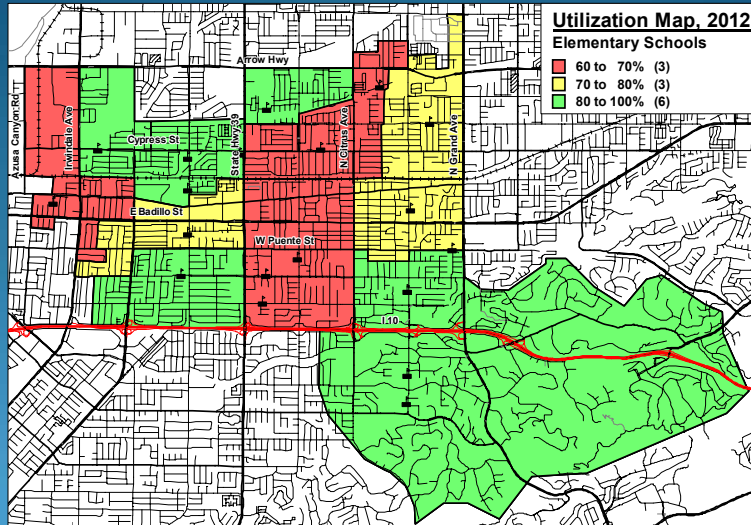 Utilization Map, 2012
Elementary Schools
60 to 70% (3)
70 to 80% (3)
80 to 100% (6)
Arrow Hwy
Azusa Canyon Rd
Irwindale Ave
State Hwy 39
N Citrus Ave
N Grand Ave
Cypress St
E Badillo St
W Puente St
I 10